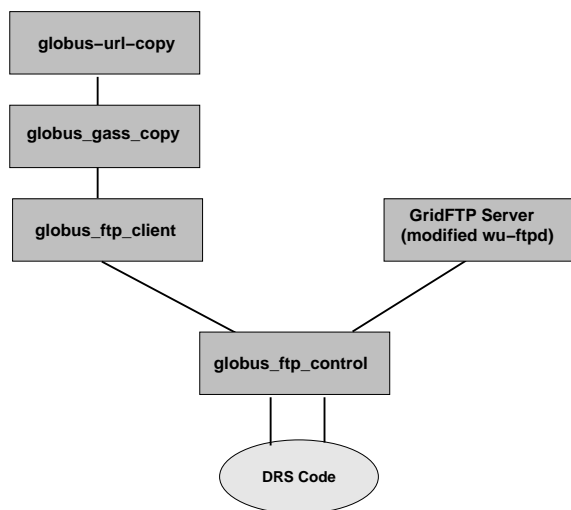 globus-url-copy
globus_gass_copy
globus_ftp_client
GridFTP Server
(modified wu-ftpd)
globus_ftp_control
DRS Code